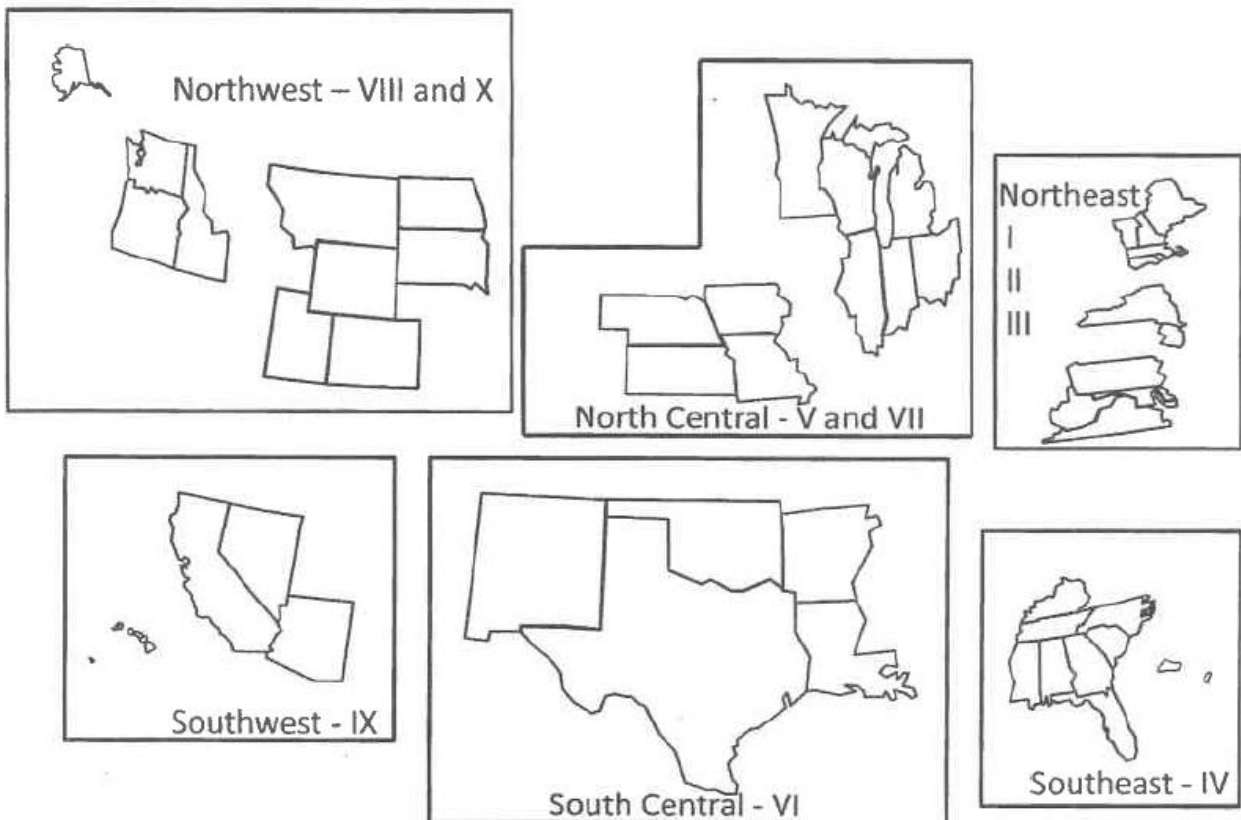 Northwest – VIII and X
Northeast
I
II
III
North Central - V and VII
Southwest - IX
South Central - VI
Southeast - IV